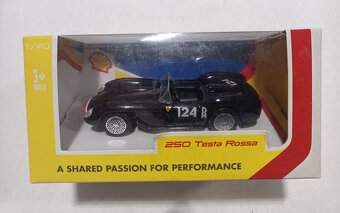 1/43
3+
124
250 Testa Rossa
A SHARED PASSION FOR PERFORMANCE